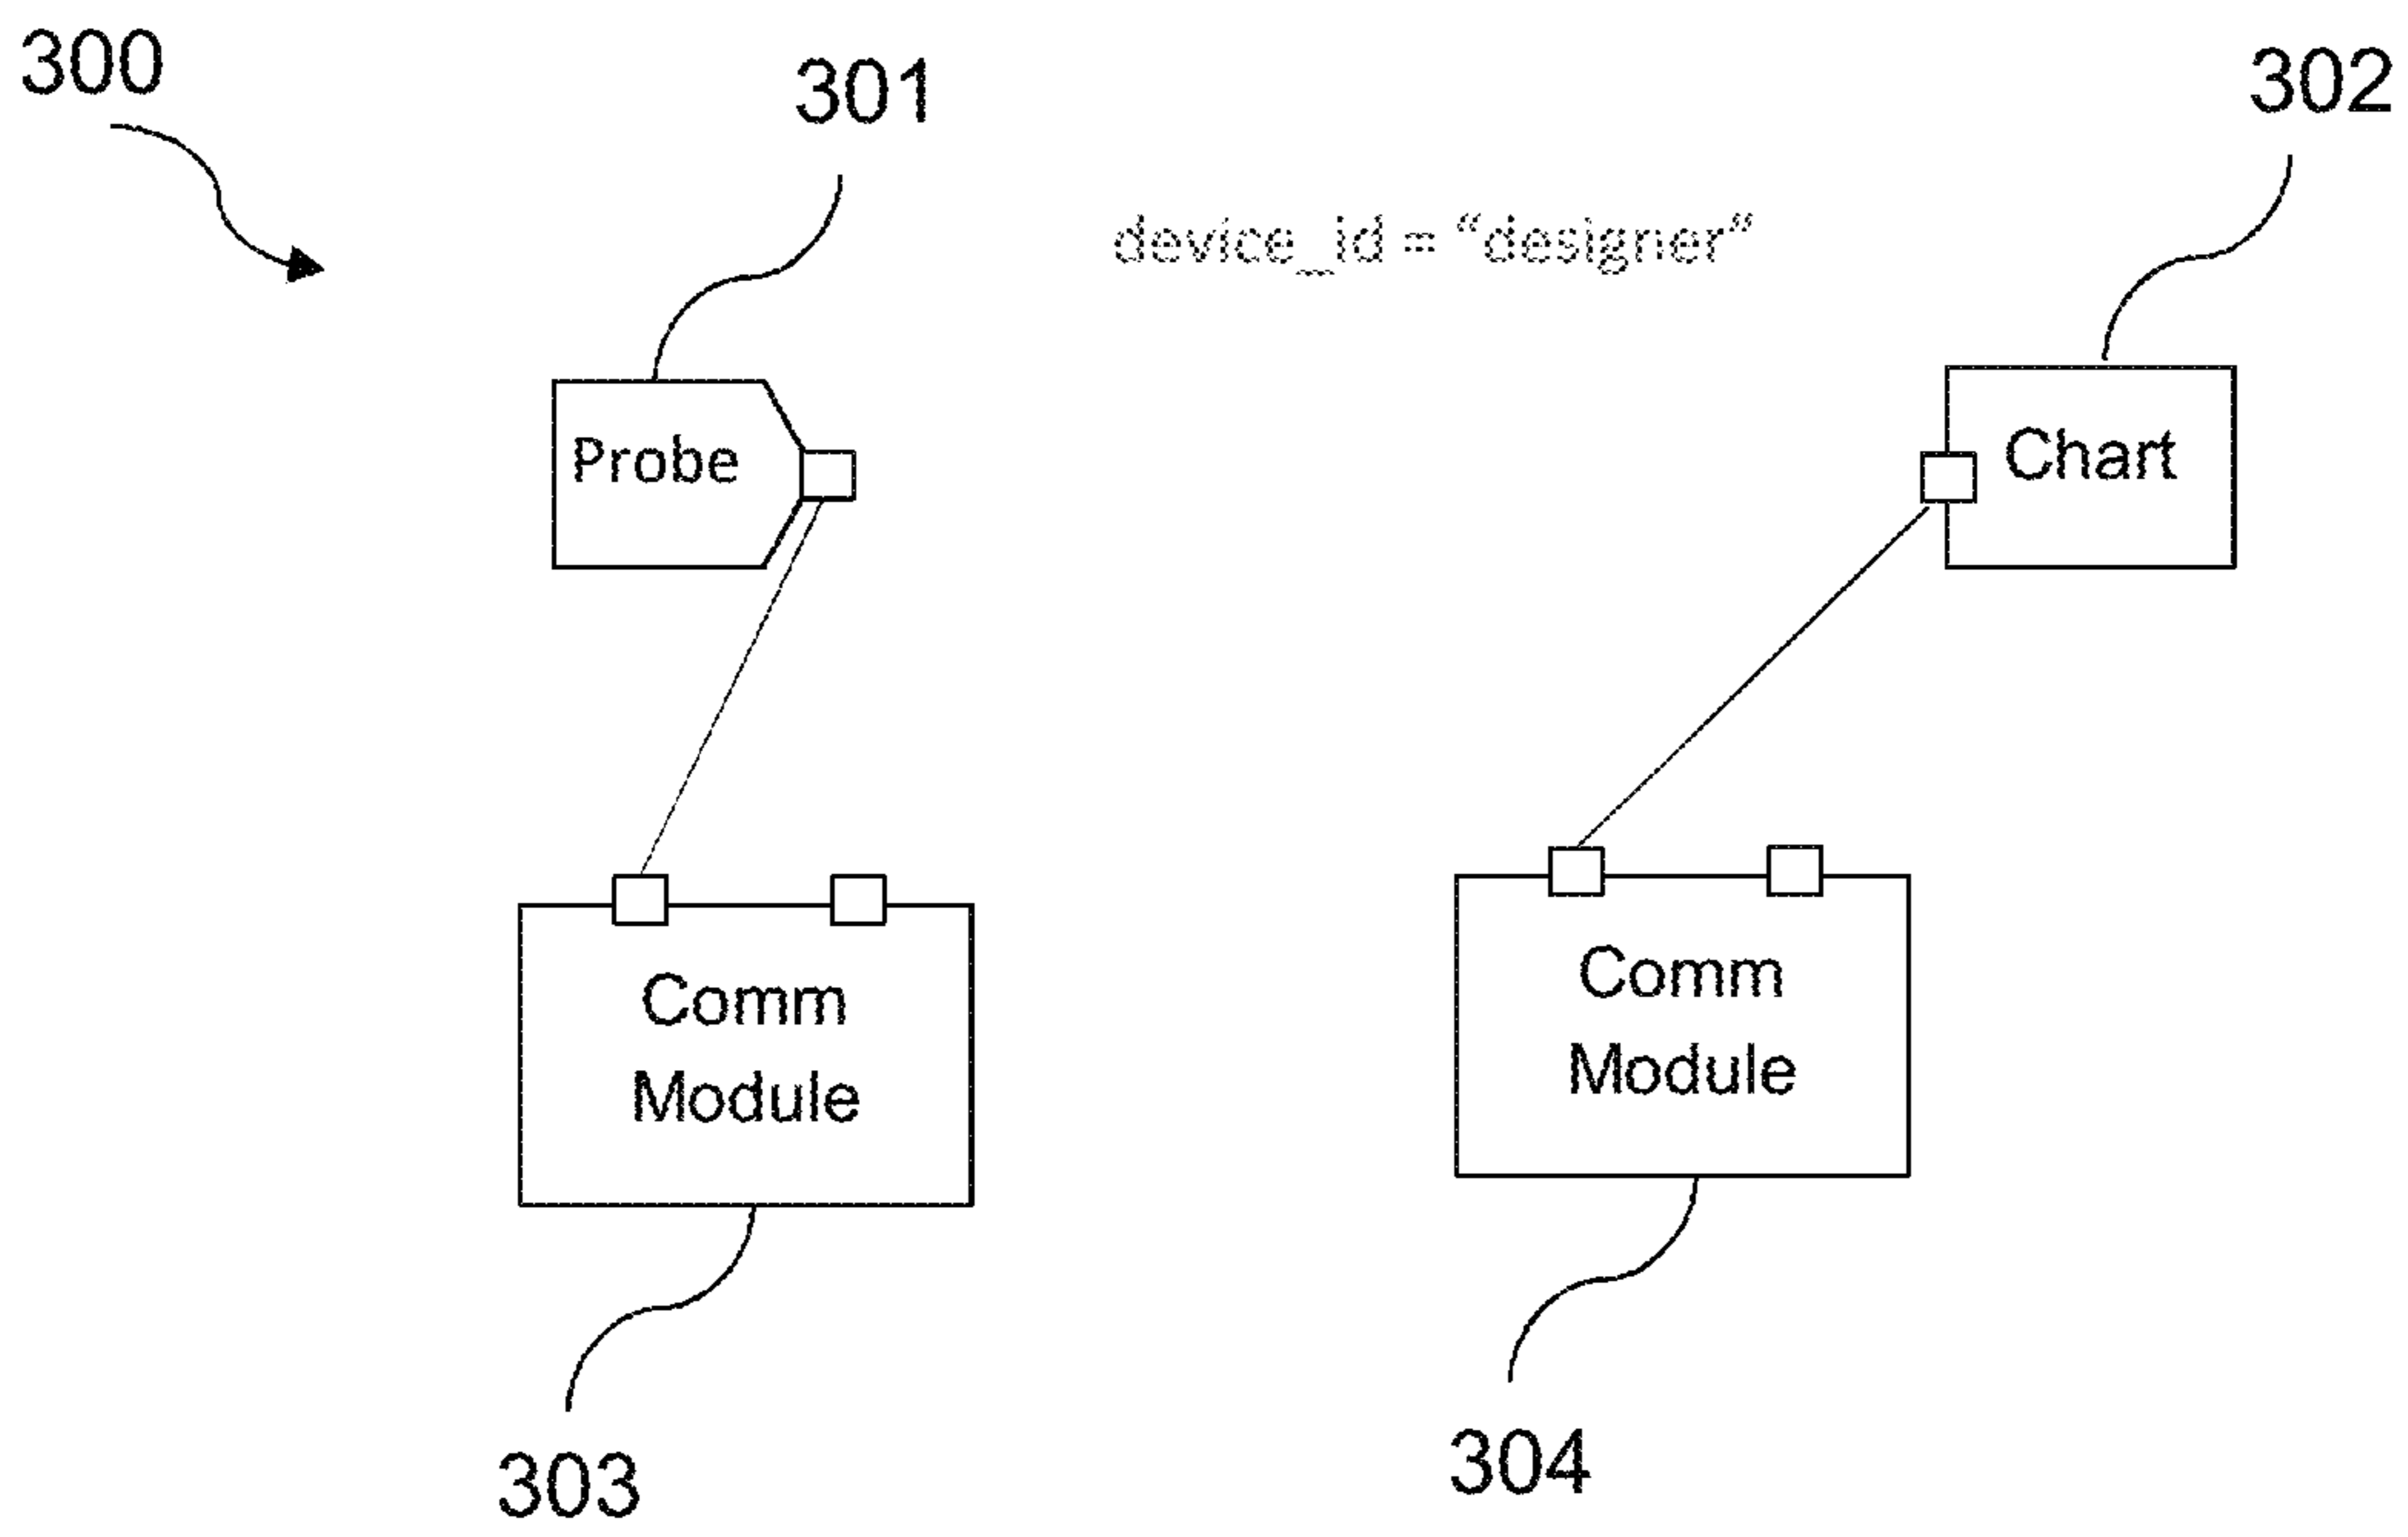 300
301
302
device_id = “designer”
Probe
Chart
Comm
Module
Comm
Module
303
304